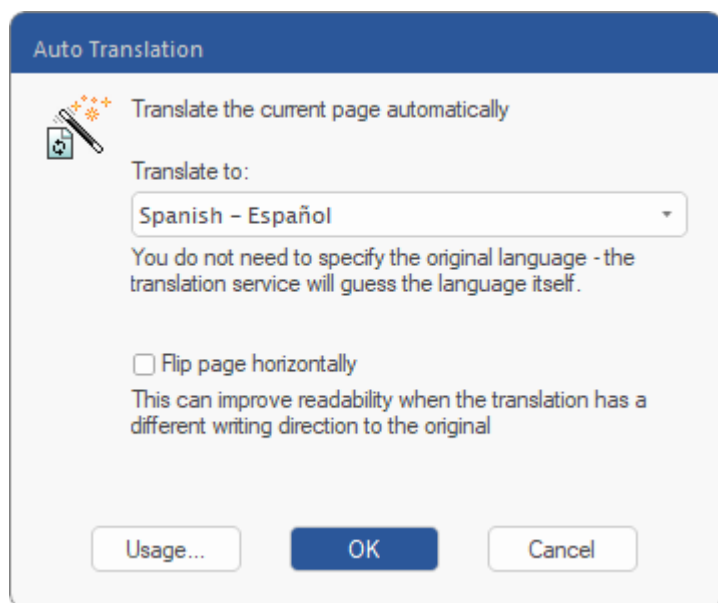 Auto Translation
Translate the current page automatically
Translate to:
Spanish – Español
You do not need to specify the original language - the
translation service will guess the language itself.
Flip page horizontally
This can improve readability when the translation has a
different writing direction to the original
Usage...
OK
Cancel